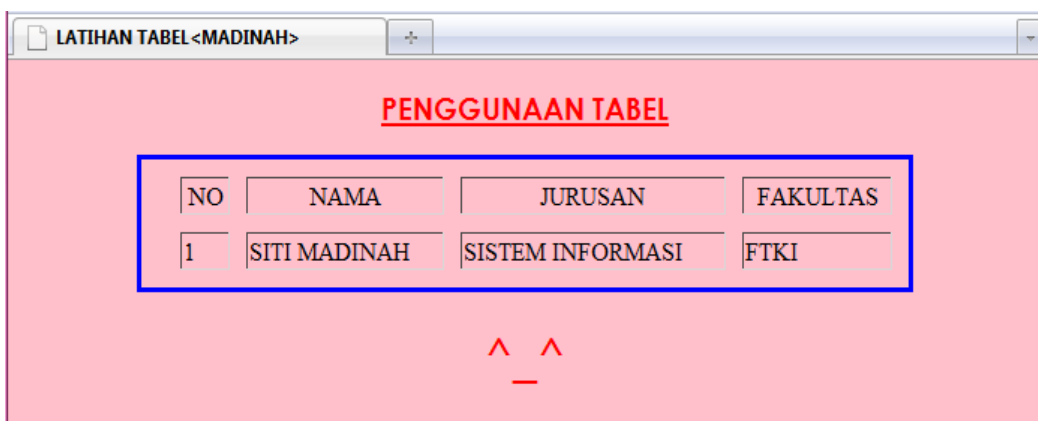 LATIHAN TABEL<MADINAH>
PENGGUNAAN TABEL
NO NAMA JURUSAN FAKULTAS
1 SITI MADINAH SISTEM INFORMASI FTKI
^_^